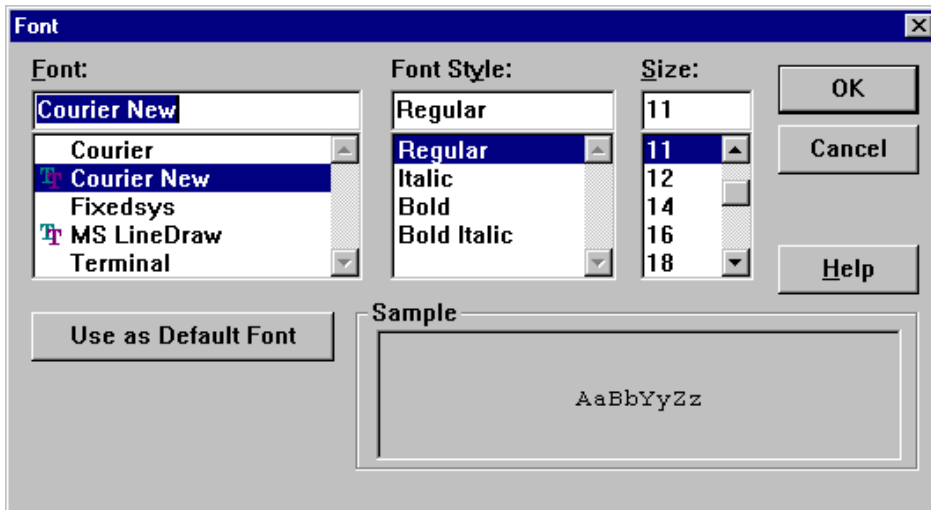 Font
Font:
Courier New
Courier
Courier New
Fixedsys
MS LineDraw
Terminal
Font Style:
Regular
Regular
Italic
Bold
Bold Italic
Size:
11
11
12
14
16
18
OK
Cancel
Help
Use as Default Font
Sample
AaBbYyZz